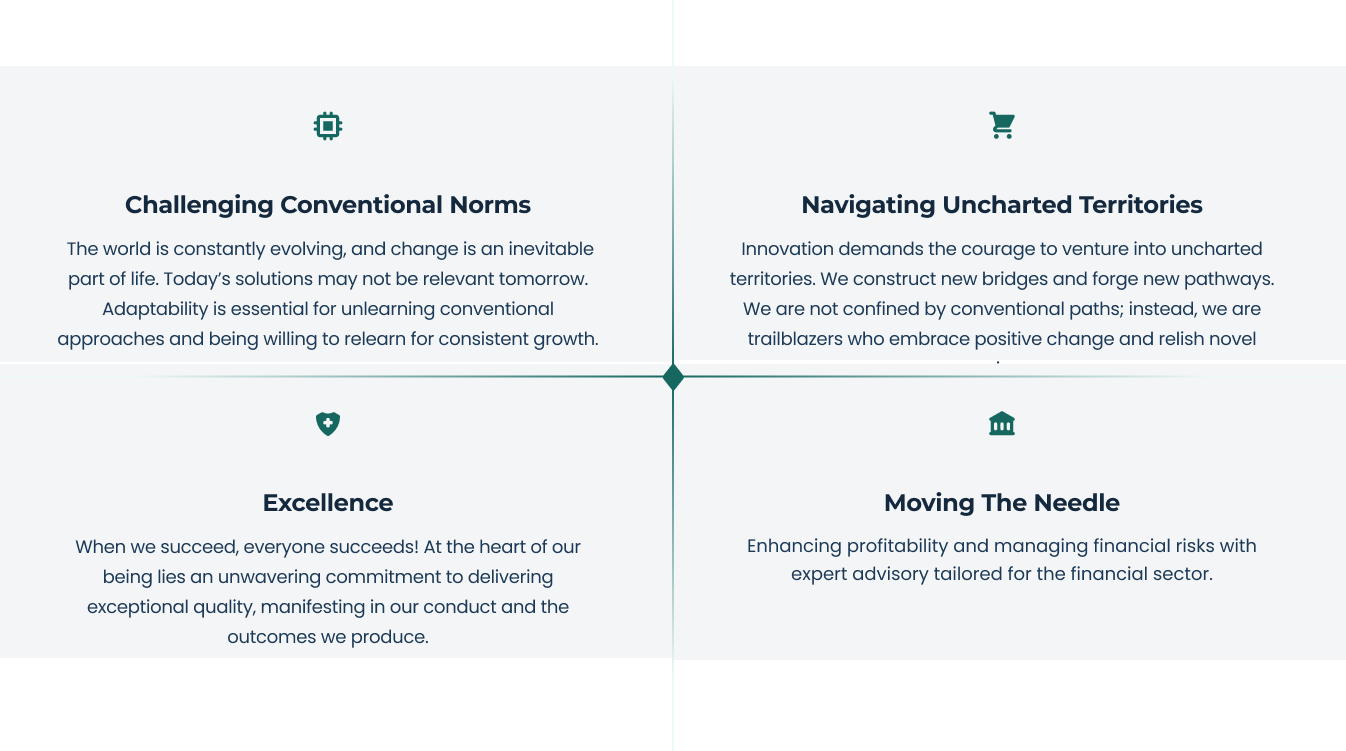 Challenging Conventional Norms
The world is constantly evolving, and change is an inevitable
part of life. Today’s solutions may not be relevant tomorrow.
Adaptability is essential for unlearning conventional
approaches and being willing to relearn for consistent growth.
Navigating Uncharted Territories
Innovation demands the courage to venture into uncharted
territories. We construct new bridges and forge new pathways.
We are not confined by conventional paths; instead, we are
trailblazers who embrace positive change and relish novel
Excellence
When we succeed, everyone succeeds! At the heart of our
being lies an unwavering commitment to delivering
exceptional quality, manifesting in our conduct and the
outcomes we produce.
Moving The Needle
Enhancing profitability and managing financial risks with
expert advisory tailored for the financial sector.